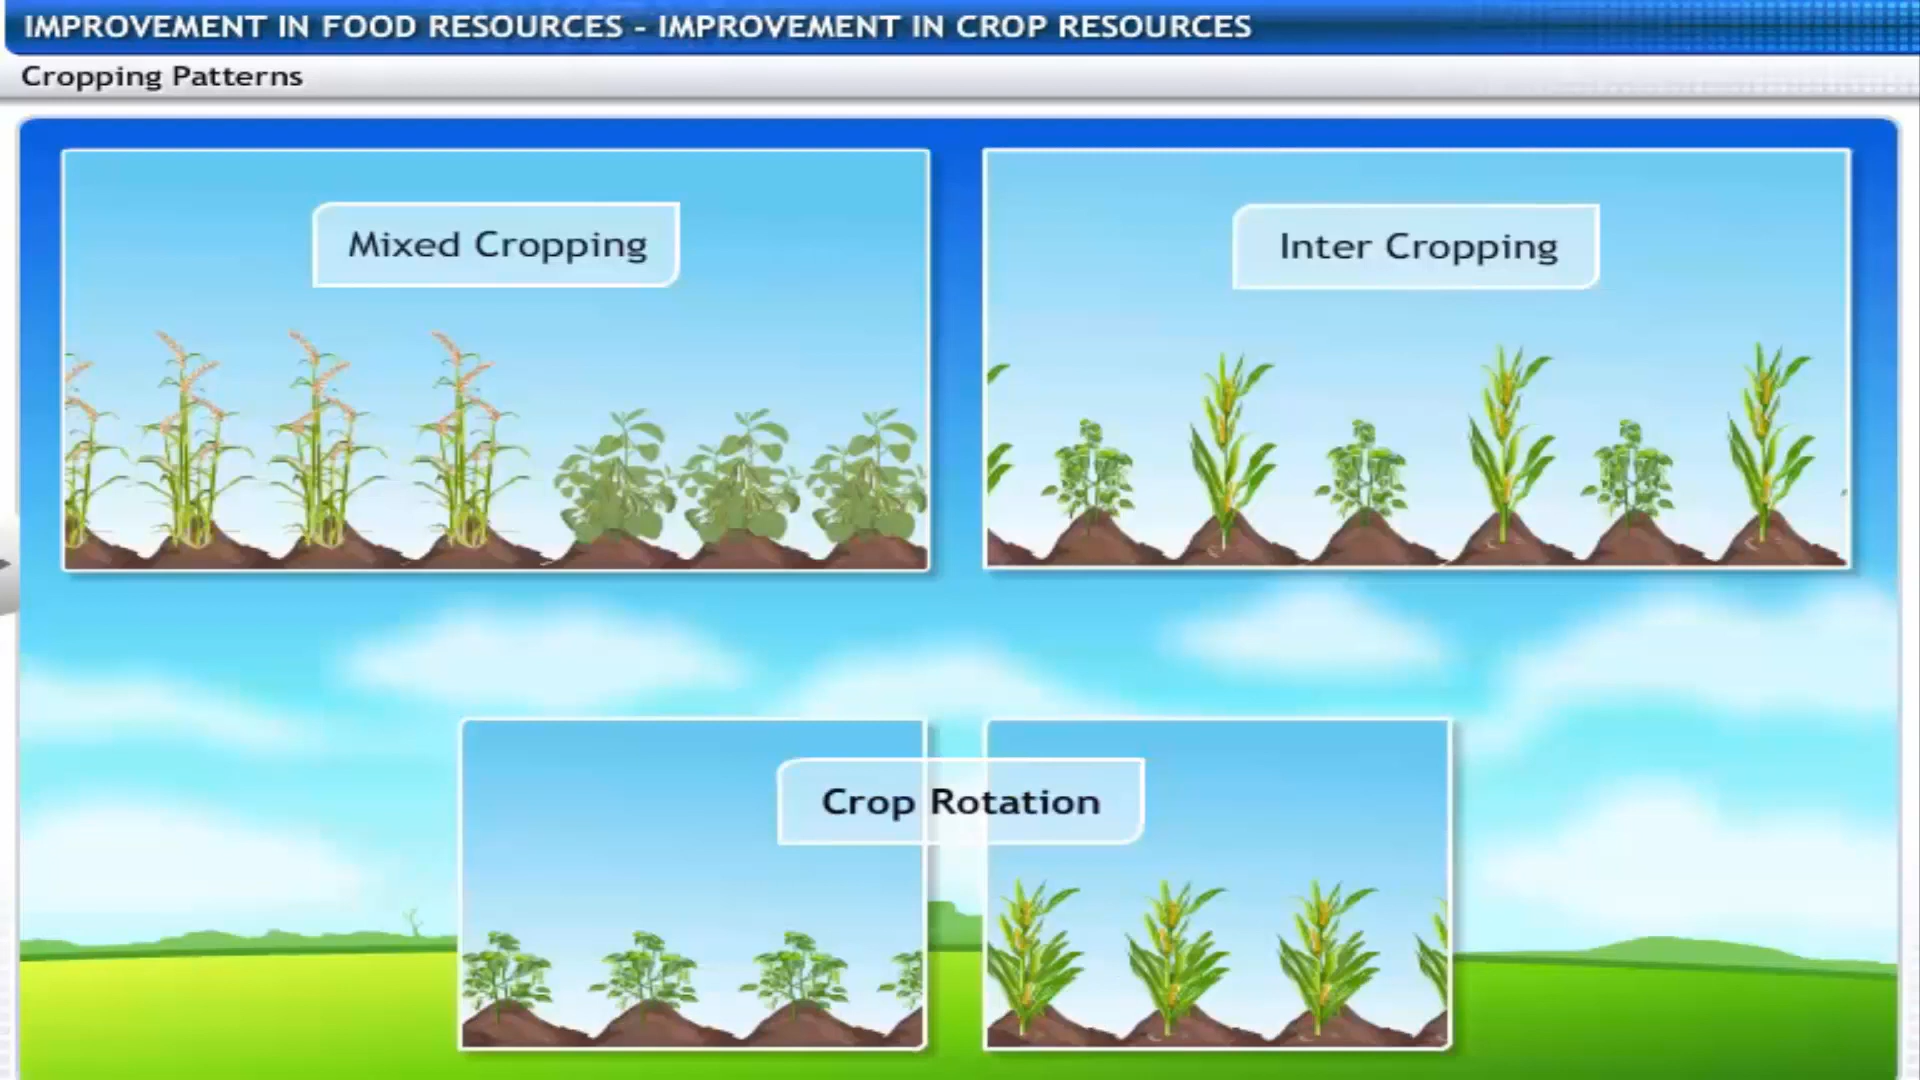 IMPROVEMENT IN FOOD RESOURCES - IMPROVEMENT IN CROP RESOURCES
Cropping Patterns
Mixed Cropping
Inter Cropping
Crop Rotation